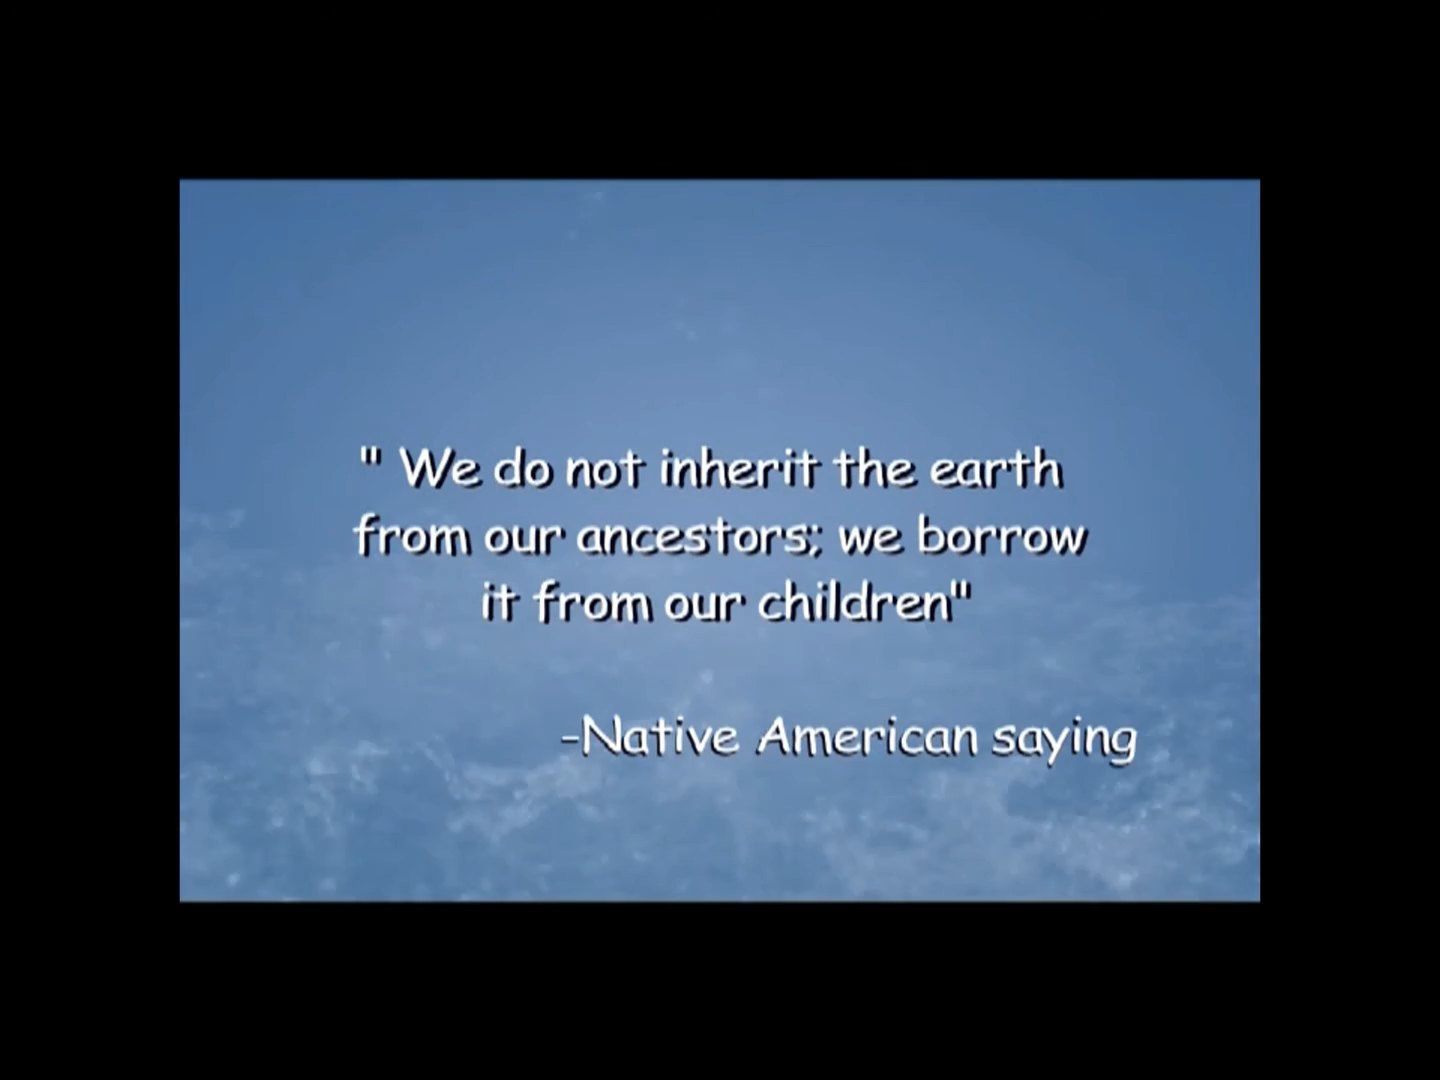 " We do not inherit the earth
from our ancestors; we borrow
it from our children"
-Native American saying